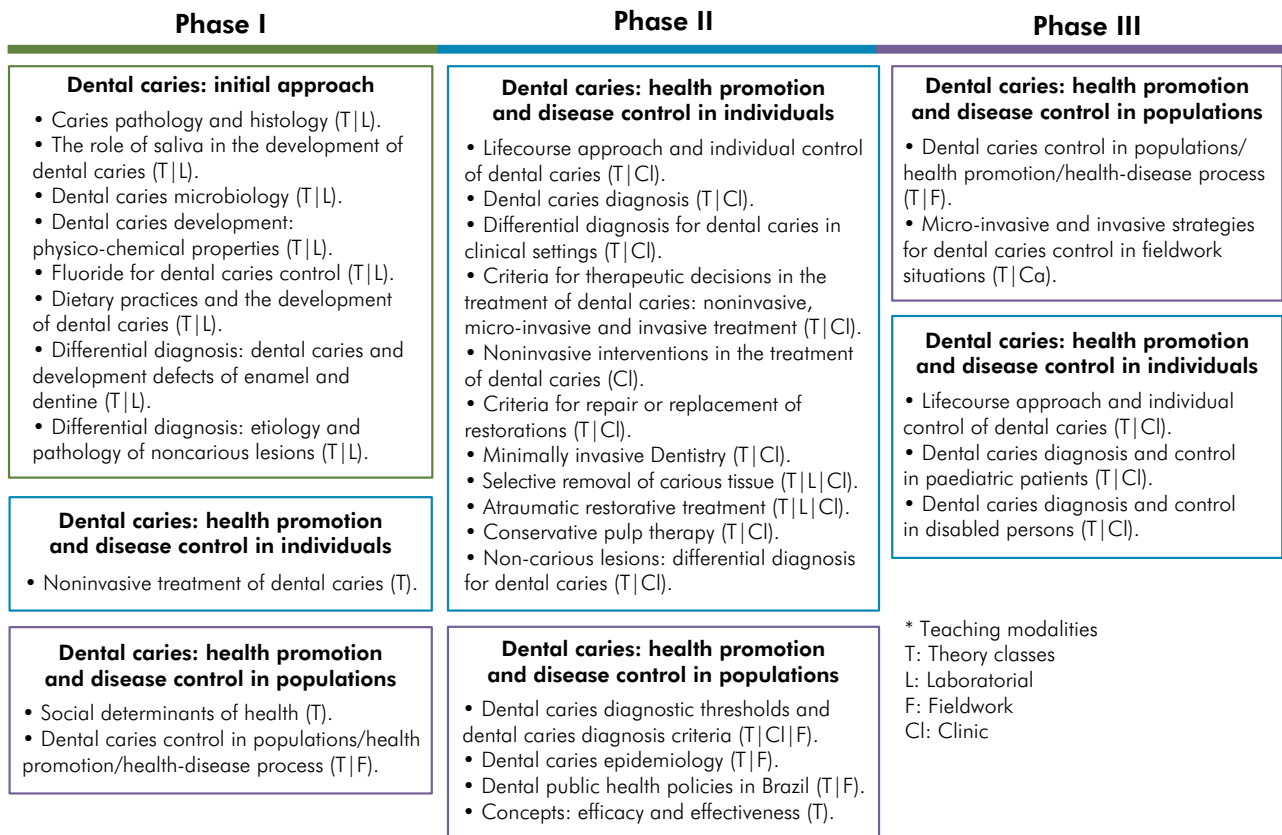 Phase I
Dental caries: initial approach
• Caries pathology and histology (T|L).
• The role of saliva in the development of
dental caries (T|L).
• Dental caries microbiology (T|L).
• Dental caries development:
physico-chemical properties (T|L).
• Fluoride for dental caries control (T|L).
• Dietary practices and the development
of dental caries (T|L).
• Differential diagnosis: dental caries and
development defects of enamel and
dentine (T|L).
• Differential diagnosis: etiology and
pathology of noncarious lesions (T|L).
Dental caries: health promotion
and disease control in individuals
• Noninvasive treatment of dental caries (T).
Dental caries: health promotion
and disease control in populations
• Social determinants of health (T).
• Dental caries control in populations/health
promotion/health-disease process (T|F).
Phase II
Dental caries: health promotion
and disease control in individuals
• Lifecourse approach and individual control
of dental caries (T|Cl).
• Dental caries diagnosis (T|Cl).
• Differential diagnosis for dental caries in
clinical settings (T|Cl).
• Criteria for therapeutic decisions in the
treatment of dental caries: noninvasive,
micro-invasive and invasive treatment (T|Cl).
• Noninvasive interventions in the treatment
of dental caries (Cl).
• Criteria for repair or replacement of
restorations (T|Cl).
• Minimally invasive Dentistry (T|Cl).
• Selective removal of carious tissue (T|L|Cl).
• Atraumatic restorative treatment (T|L|Cl).
• Conservative pulp therapy (T|Cl).
• Non-carious lesions: differential diagnosis
for dental caries (T|Cl).
Dental caries: health promotion
and disease control in populations
• Dental caries diagnostic thresholds and
dental caries diagnosis criteria (T|Cl|F).
• Dental caries epidemiology (T|F).
• Dental public health policies in Brazil (T|F).
• Concepts: efficacy and effectiveness (T).
Phase III
Dental caries: health promotion
and disease control in populations
• Dental caries control in populations/
health promotion/health-disease process
(T|F).
• Micro-invasive and invasive strategies
for dental caries control in fieldwork
situations (T|Ca).
Dental caries: health promotion
and disease control in individuals
• Lifecourse approach and individual
control of dental caries (T|Cl).
• Dental caries diagnosis and control
in paediatric patients (T|Cl).
• Dental caries diagnosis and control
in disabled persons (T|Cl).
* Teaching modalities
T: Theory classes
L: Laboratorial
F: Fieldwork
Cl: Clinic